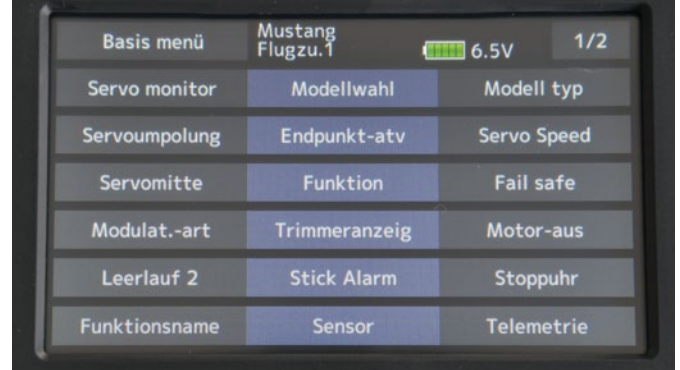 Basis menü
Mustang
Flugzu.1
6.5V
1/2
Servo monitor
Modellwahl
Modell typ
Servoumpolung
Endpunkt-atv
Servo Speed
Servomitte
Funktion
Fail safe
Modulat.-art
Trimmeranzeig
Motor-aus
Leerlauf 2
Stick Alarm
Stoppuhr
Funktionsname
Sensor
Telemetrie